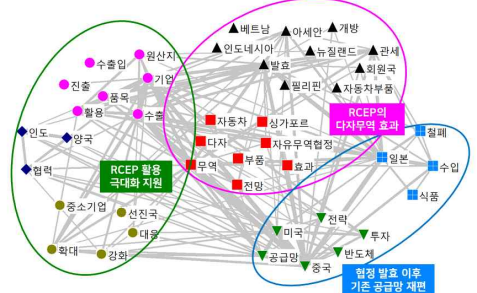 베트남
아세안
개방
인도네시아
뉴질랜드
관세
발효
회원국
필리핀
자동차부품
원산지
수출입
기업
진출
품목
활용
수출
인도
양국
협력
자동차
싱가포르
다자
자유무역협정
무역
부품
효과
전망
RCEP의
다자무역 효과
RCEP 활용
극대화 지원
철폐
일본
수입
식품
중소기업
선진국
대응
확대
강화
전략
미국
투자
공급망
반도체
중국
협정 발효 이후
기존 공급망 재편